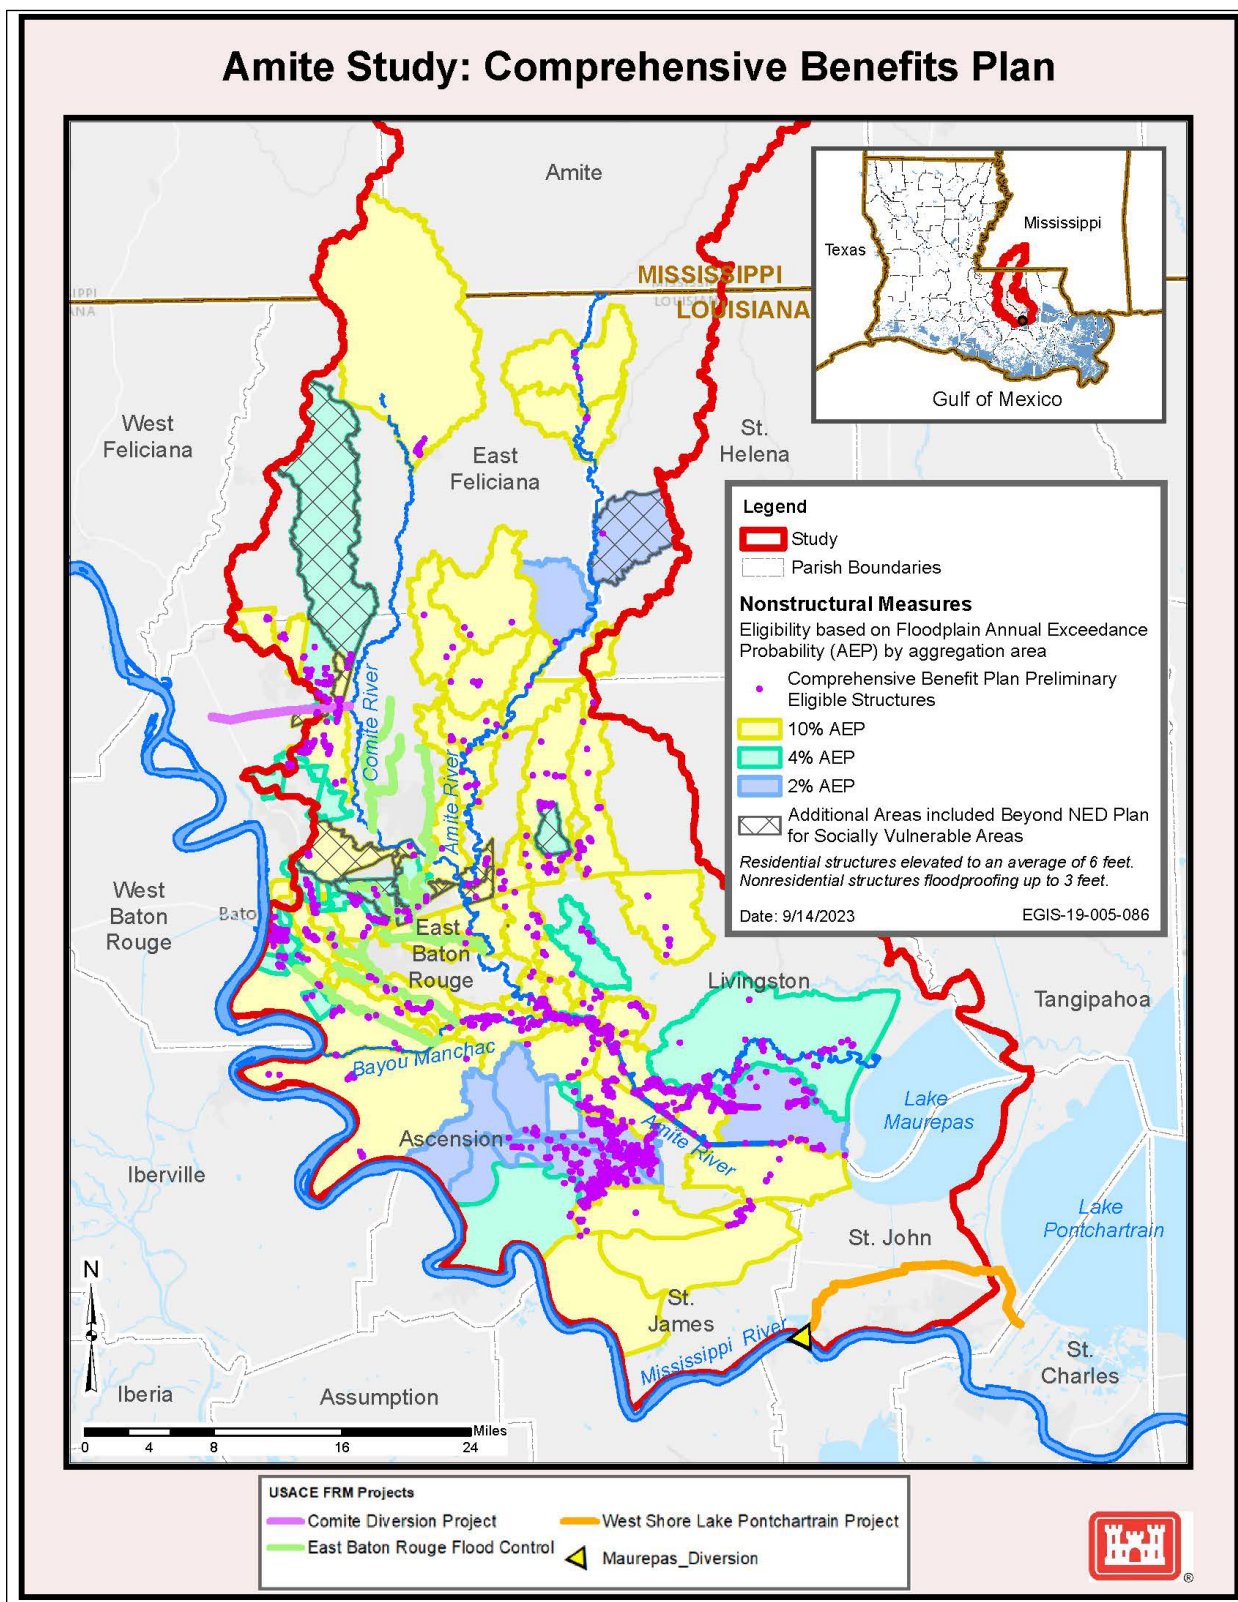 Amite Study: Comprehensive Benefits Plan
Amite
MISSISSIPPI
LOUISIANA
West
Feliciana
East
Feliciana
St.
Helena
Texas
Mississippi
Gulf of Mexico
Legend
Study
Parish Boundaries
Nonstructural Measures
Eligibility based on Floodplain Annual Exceedance
Probability (AEP) by aggregation area
Comprehensive Benefit Plan Preliminary
Eligible Structures
10% AEP
4% AEP
2% AEP
Additional Areas included Beyond NED Plan
for Socially Vulnerable Areas
Residential structures elevated to an average of 6 feet.
Nonresidential structures floodproofing up to 3 feet.
Date: 9/14/2023 EGIS-19-005-086
Comite River
Amite River
West
Baton
Rouge
Bato
East
Baton
Rouge
Livingston
Tangipahoa
Bayou Manchac
Lake
Maurepas
Ascension
Amite River
Iberville
Lake
Pontchartrain
St. John
St.
James
Mississippi River
St.
Charles
Iberia
Assumption
N
Miles
0 4 8 16 24
USACE FRM Projects
Comite Diversion Project
West Shore Lake Pontchartrain Project
East Baton Rouge Flood Control
Maurepas_Diversion
®